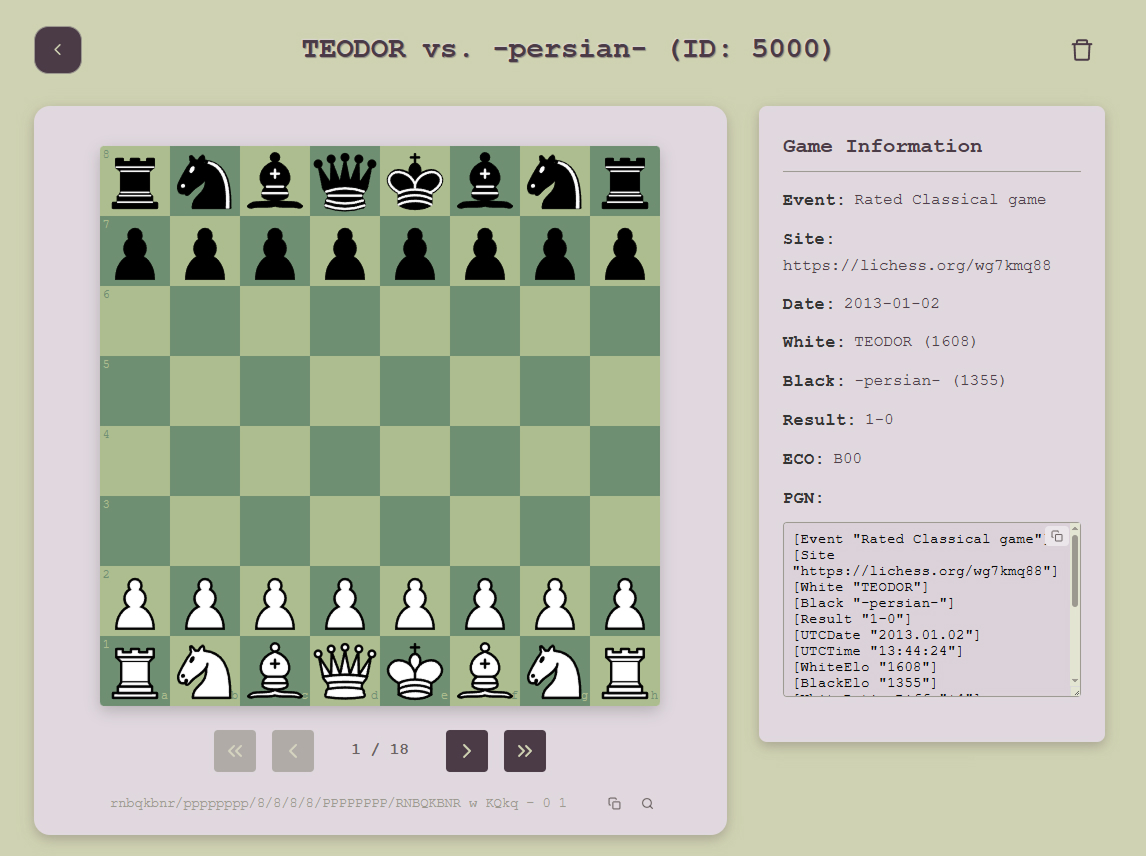 TEODOR vs. -persian- (ID: 5000)
8
7
6
5
4
3
2
1
a
b
c
d
e
f
g
h
1 / 18
rnbqkbnr/pppppppp/8/8/8/8/PPPPPPPP/RNBQKBNR w KQkq - 0 1
Game Information
Event: Rated Classical game
Site:
https://lichess.org/wg7kmq88
Date: 2013-01-02
White: TEODOR (1608)
Black: -persian- (1355)
Result: 1-0
ECO: B00
PGN:
[Event "Rated Classical game"]
[Site
"https://lichess.org/wg7kmq88"]
[White "TEODOR"]
[Black "-persian-"]
[Result "1-0"]
[UTCDate "2013.01.02"]
[UTCTime "13:44:24"]
[WhiteElo "1608"]
[BlackElo "1355"]